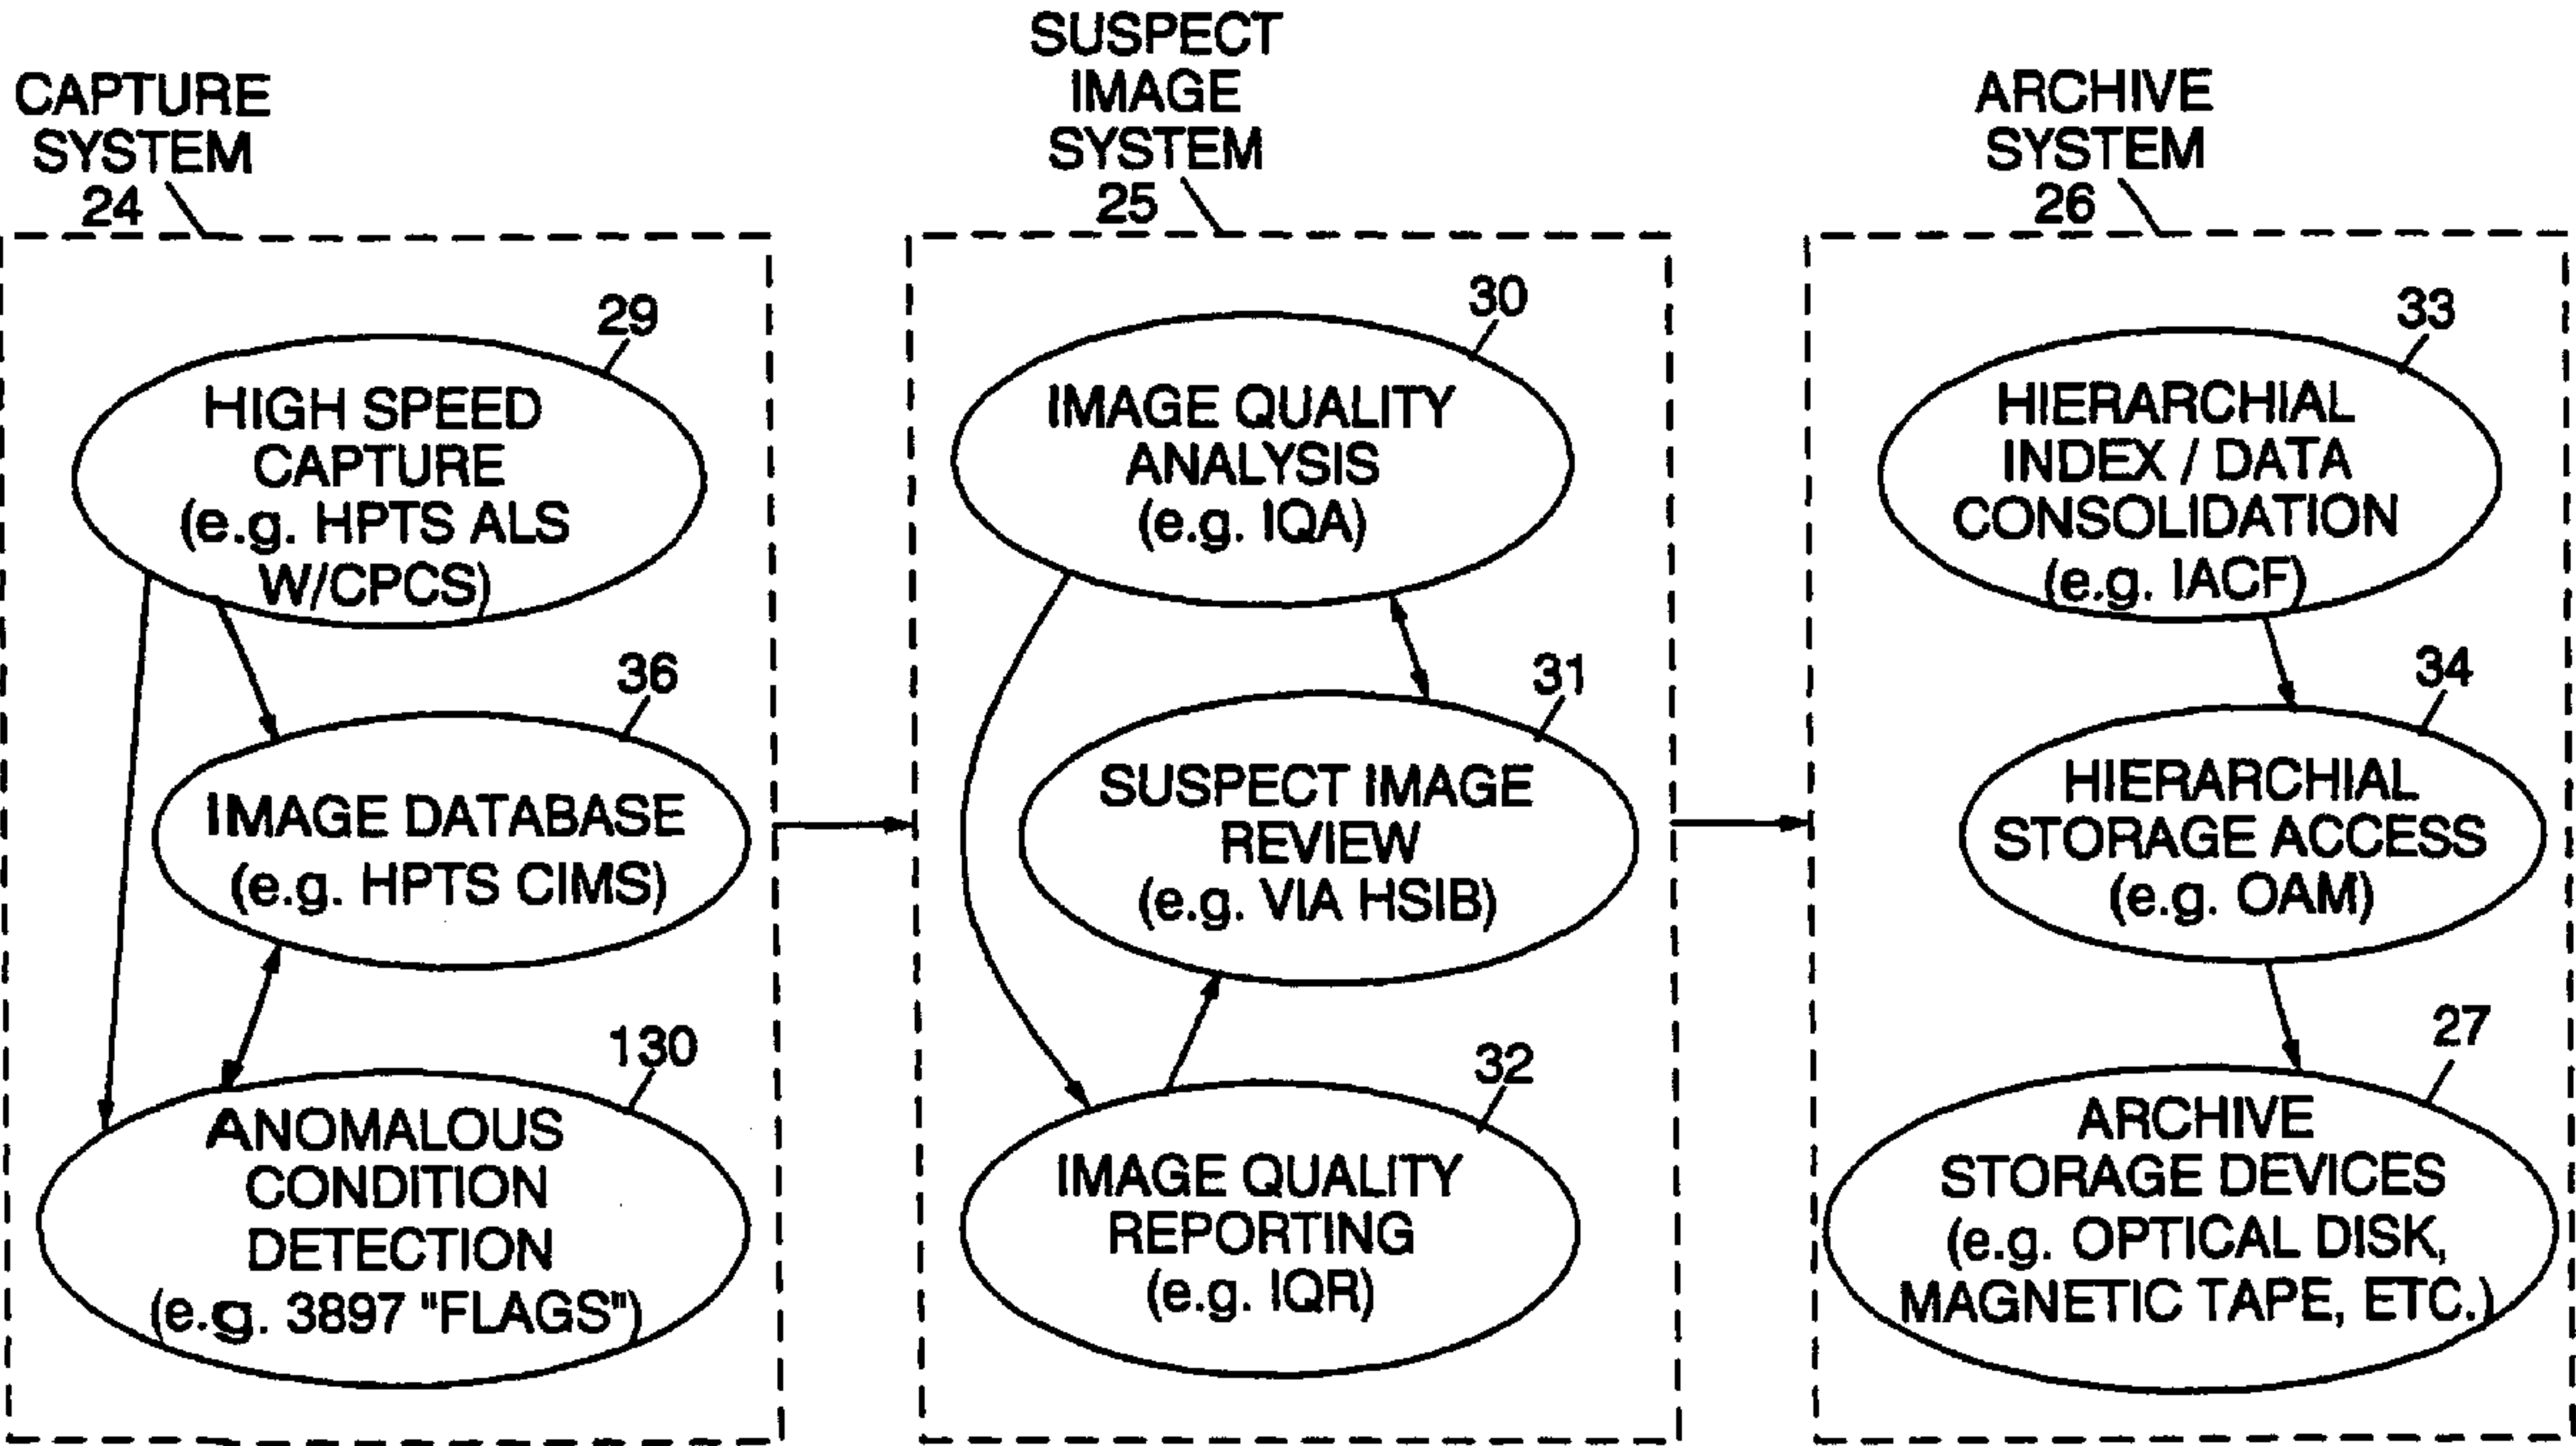 CAPTURE
SYSTEM
24
29
HIGH SPEED
CAPTURE
(e.g. HPTS ALS
W/CPCS)
36
IMAGE DATABASE
(e.g. HPTS CIMS)
130
ANOMALOUS
CONDITION
DETECTION
(e.g. 3897 "FLAGS")
SUSPECT
IMAGE
SYSTEM
25
30
IMAGE QUALITY
ANALYSIS
(e.g. IQA)
31
SUSPECT IMAGE
REVIEW
(e.g. VIA HSIB)
32
IMAGE QUALITY
REPORTING
(e.g. IQR)
ARCHIVE
SYSTEM
26
33
HIERARCHIAL
INDEX / DATA
CONSOLIDATION
(e.g. IACF)
34
HIERARCHIAL
STORAGE ACCESS
(e.g. OAM)
27
ARCHIVE
STORAGE DEVICES
(e.g. OPTICAL DISK,
MAGNETIC TAPE, ETC.)